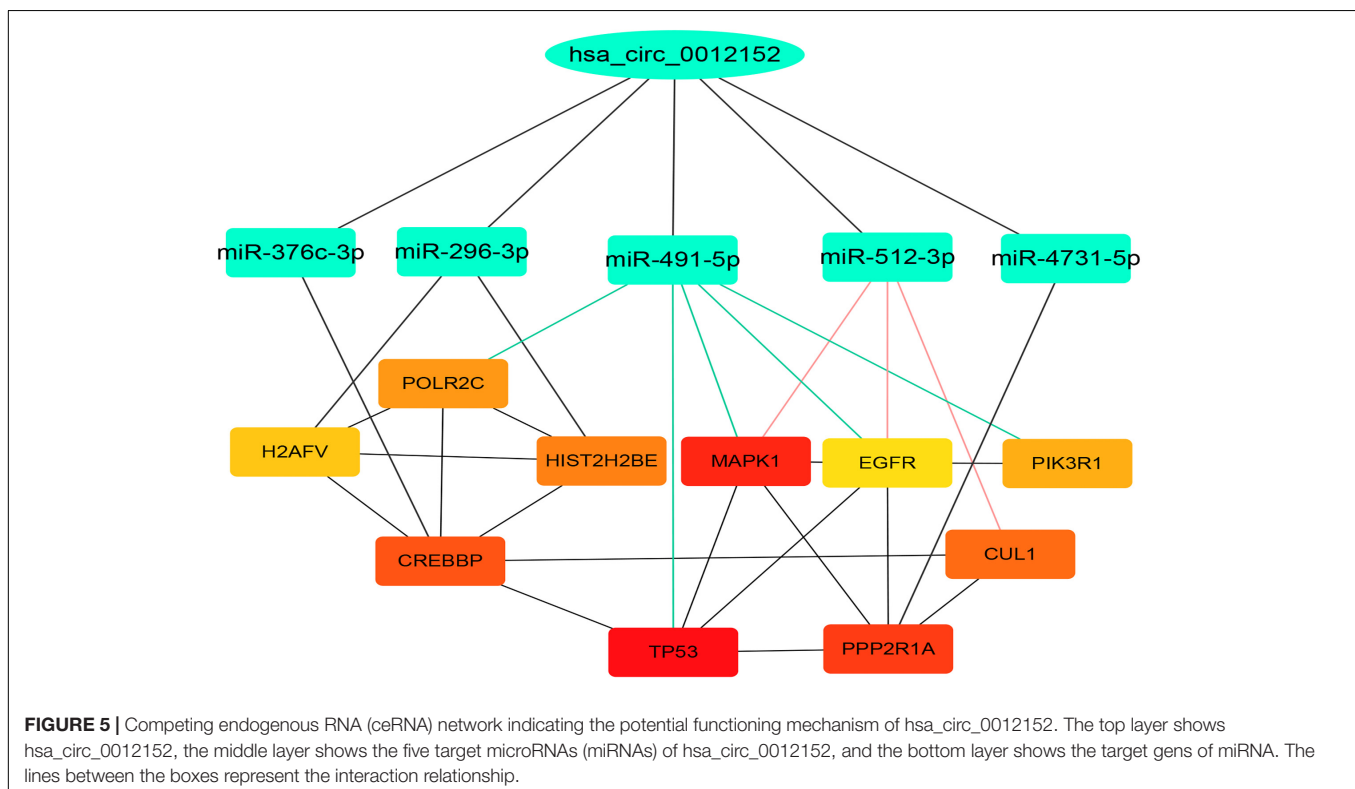 hsa_circ_0012152
miR-376c-3p
miR-296-3p
miR-491-5p
miR-512-3p
miR-4731-5p
POLR2C
H2AFV
HIST2H2BE
MAPK1
EGFR
PIK3R1
CREBBP
CUL1
TP53
PPP2R1A
FIGURE 5 | Competing endogenous RNA (ceRNA) network indicating the potential functioning mechanism of hsa_circ_0012152. The top layer shows
hsa_circ_0012152, the middle layer shows the five target microRNAs (miRNAs) of hsa_circ_0012152, and the bottom layer shows the target gens of miRNA. The
lines between the boxes represent the interaction relationship.